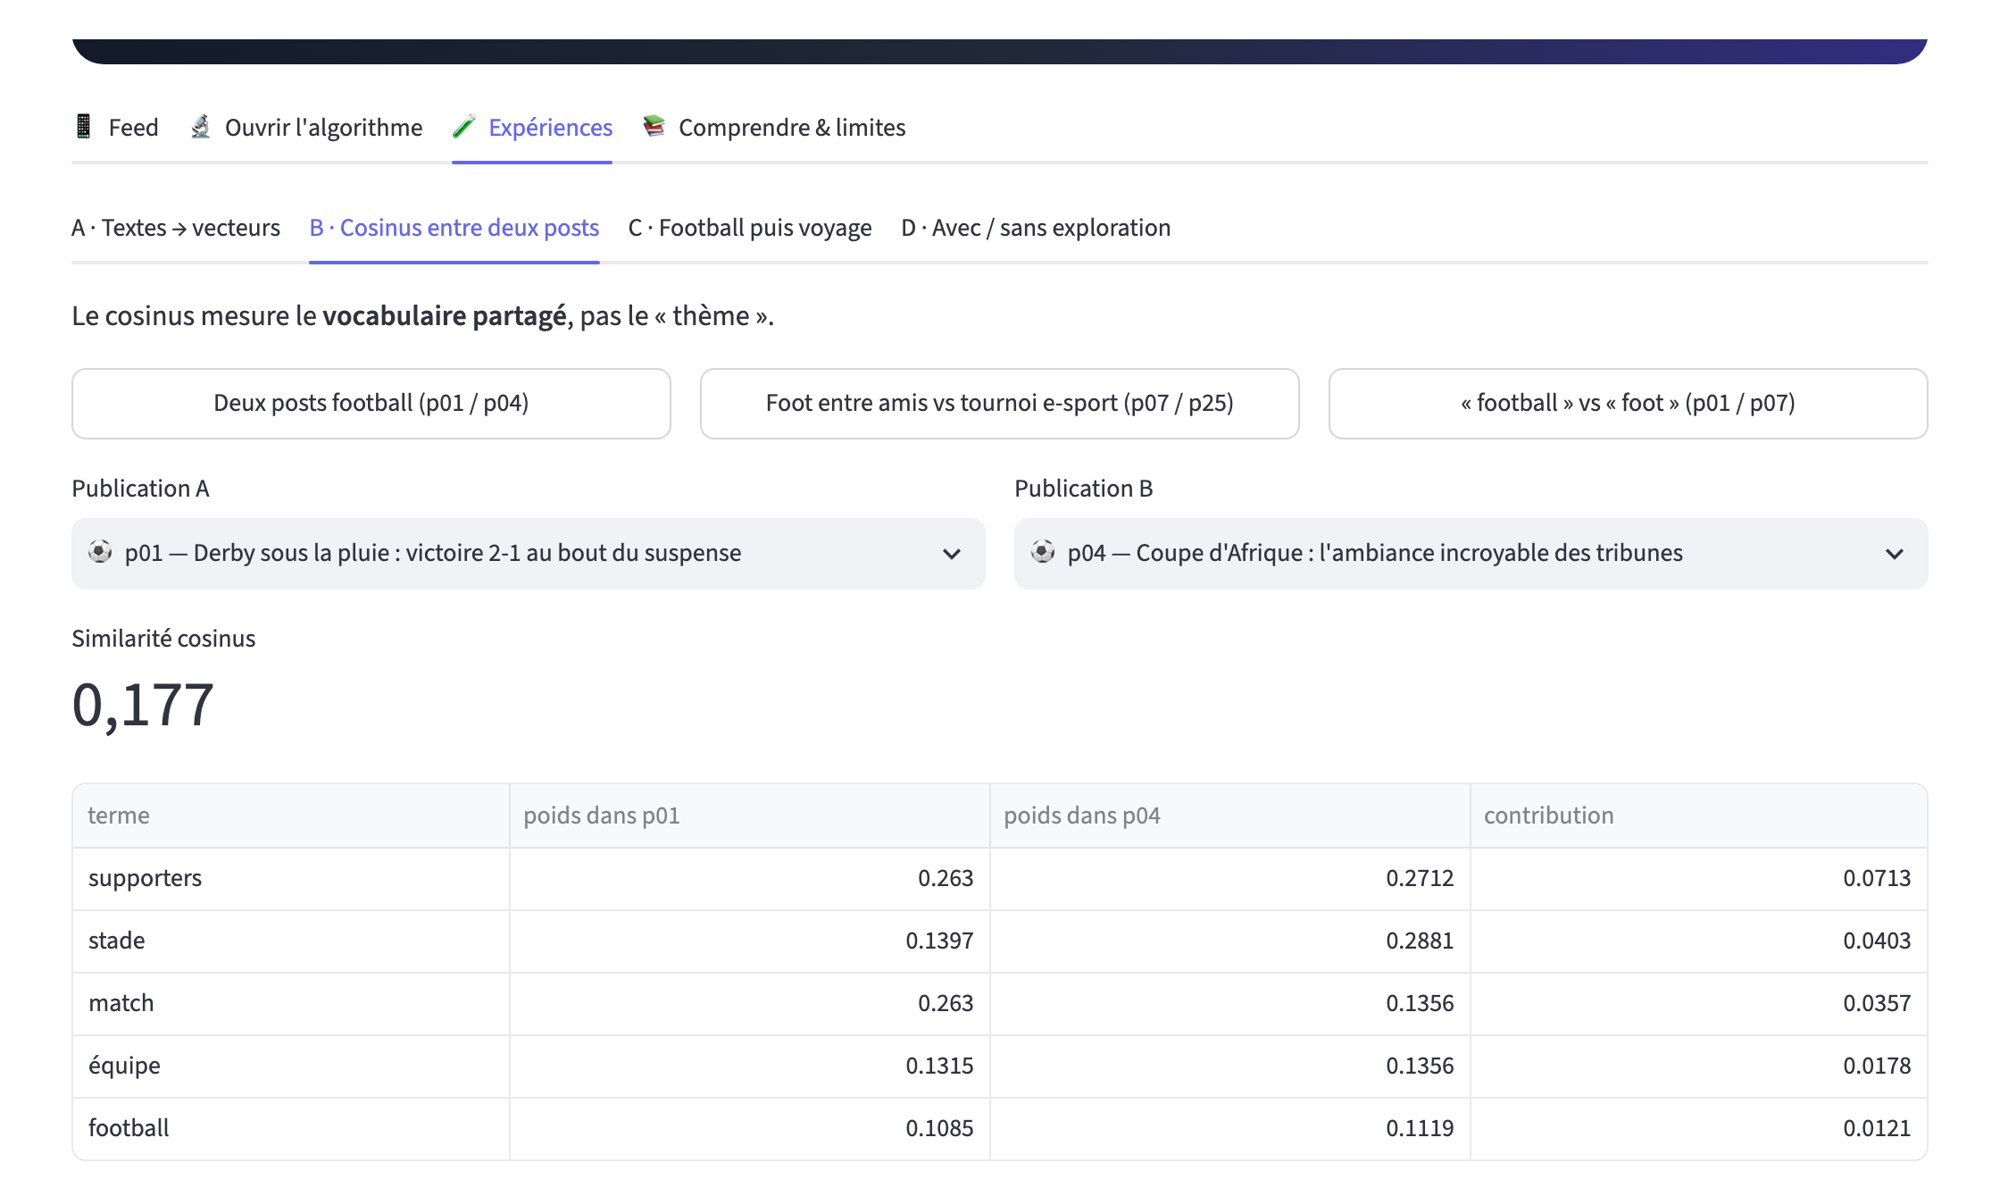 Feed Ouvrir l'algorithme Expériences Comprendre & limites
A · Textes → vecteurs B · Cosinus entre deux posts C · Football puis voyage D · Avec / sans exploration
Le cosinus mesure le vocabulaire partagé, pas le « thème ».
Deux posts football (p01 / p04) Foot entre amis vs tournoi e-sport (p07 / p25) « football » vs « foot » (p01 / p07)
Publication A Publication B
p01 — Derby sous la pluie : victoire 2-1 au bout du suspense p04 — Coupe d'Afrique : l'ambiance incroyable des tribunes
Similarité cosinus
0,177
terme poids dans p01 poids dans p04 contribution
supporters 0.263 0.2712 0.0713
stade 0.1397 0.2881 0.0403
match 0.263 0.1356 0.0357
équipe 0.1315 0.1356 0.0178
football 0.1085 0.1119 0.0121